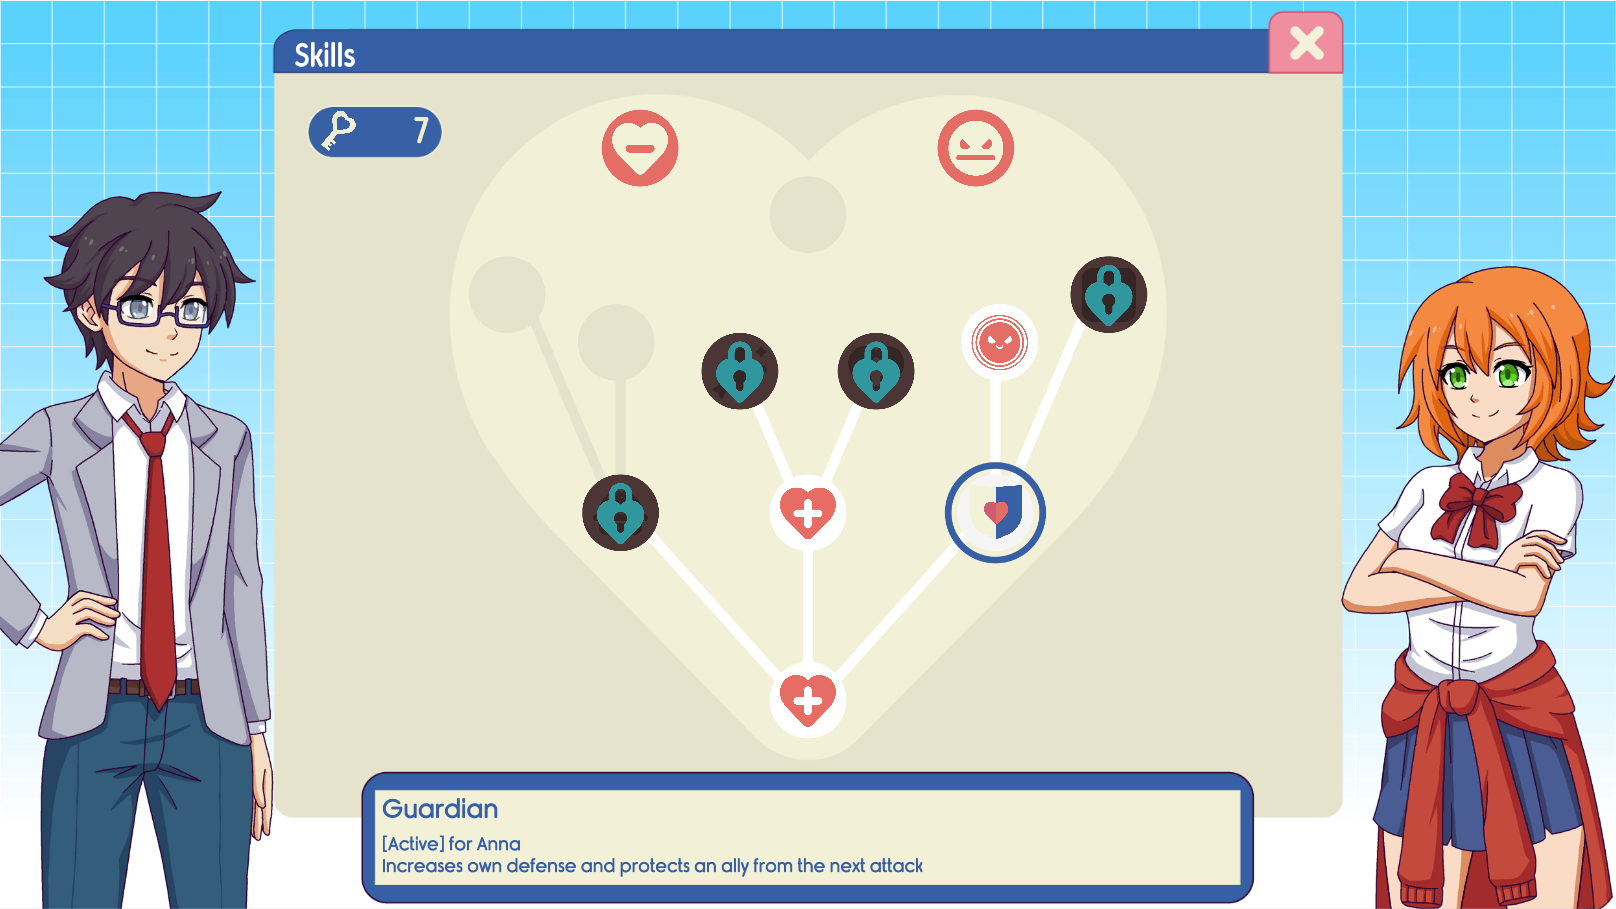 Skills
7
Guardian
[Active] for Anna
Increases own defense and protects an ally from the next attack